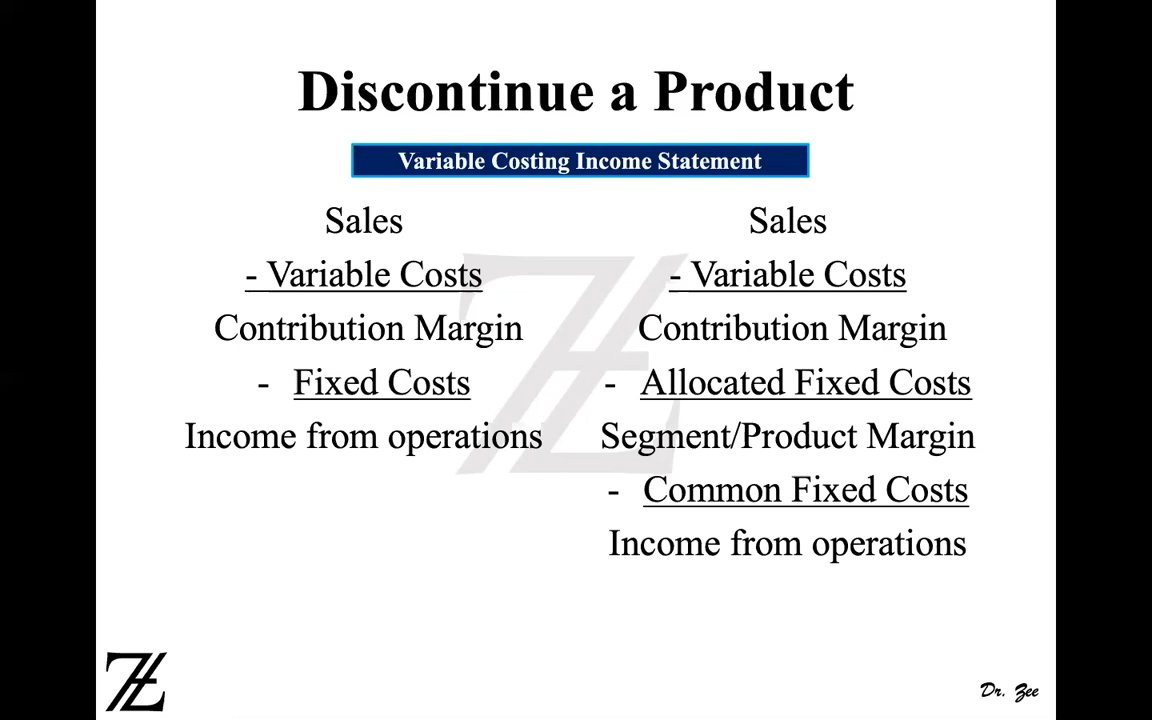 Discontinue a Product
Variable Costing Income Statement
Sales
- Variable Costs
Contribution Margin
- Fixed Costs
Income from operations
Sales
- Variable Costs
Contribution Margin
- Allocated Fixed Costs
Segment/Product Margin
- Common Fixed Costs
Income from operations
Dr. Zee